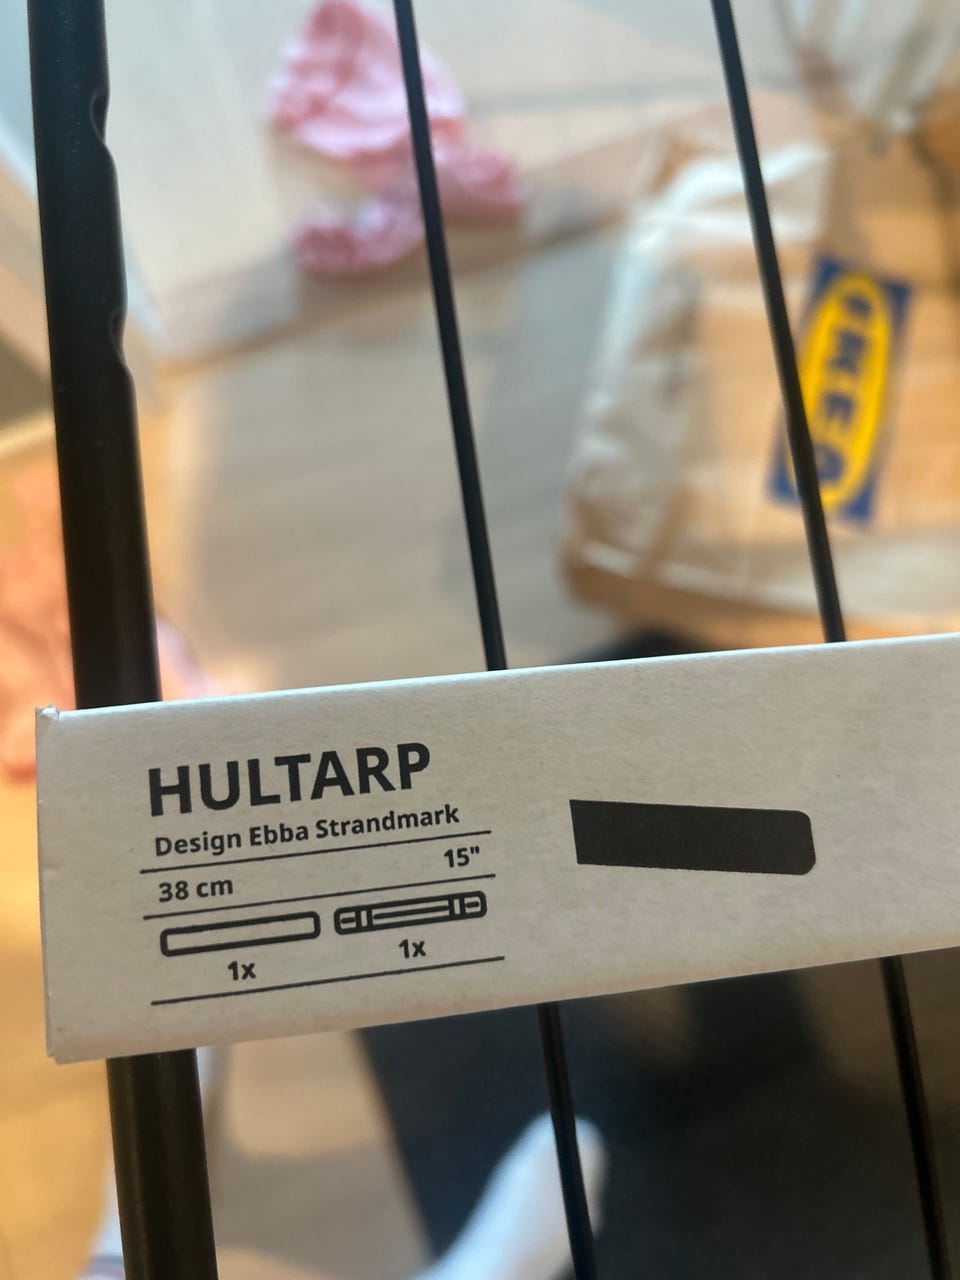 IKEA
HULTARP
Design Ebba Strandmark
15"
38 cm
1x
1x